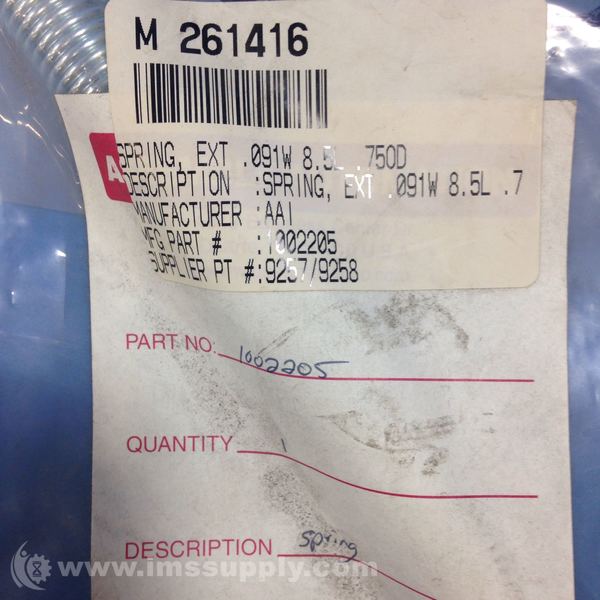 M 261416
SPRING, EXT .091W 8.5L .75OD
DESCRIPTION :SPRING, EXT .091W 8.5L .7
MANUFACTURER :AAI
MFG PART # :1002205
SUPPLIER PT #:9257/9258
A
PART NO. 1002205
QUANTITY 1
DESCRIPTION spring
www.imssupply.com